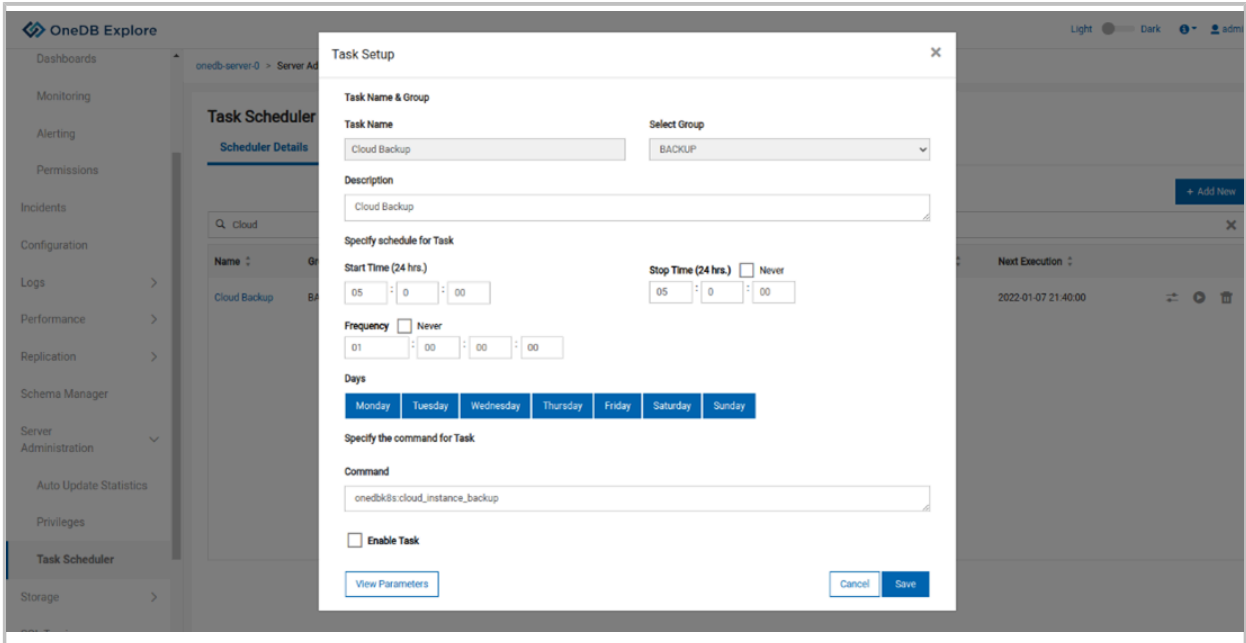 OneDB Explore
Light Dark admi
Dashboards
Monitoring
Alerting
Permissions
Incidents
Configuration
Logs
Performance
Replication
Schema Manager
Server
Administration
Auto Update Statistics
Privileges
Task Scheduler
Storage
onedb-server-0 > Server Ad
Task Scheduler
Scheduler Details
+ Add New
Cloud
Name Gr Next Execution
Cloud Backup BA 2022-01-07 21:40:00
Task Setup
Task Name & Group
Task Name Select Group
Cloud Backup BACKUP
Description
Cloud Backup
Specify schedule for Task
Start Time (24 hrs.) Stop Time (24 hrs.) Never
05 : 0 : 00 05 : 0 : 00
Frequency Never
01 : 00 : 00 : 00
Days
Monday Tuesday Wednesday Thursday Friday Saturday Sunday
Specify the command for Task
Command
onedbk8s:cloud_instance_backup
Enable Task
View Parameters Cancel Save